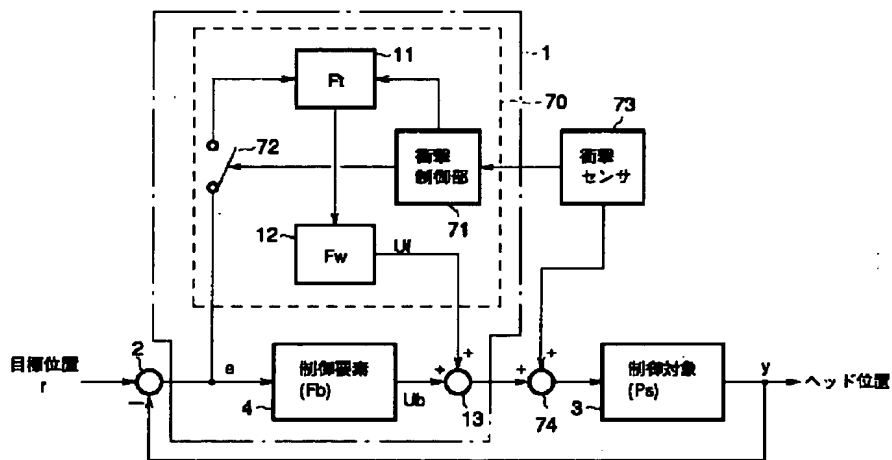 11
1
Ft
70
73
72
衝撃
制御部
衝撃
センサ
71
12
Fw
Uf
目標位置
r
2
e
制御要素
(Fb)
4
Ub
+
+
13
+
+
74
制御対象
(Ps)
3
y
ヘッド位置
−